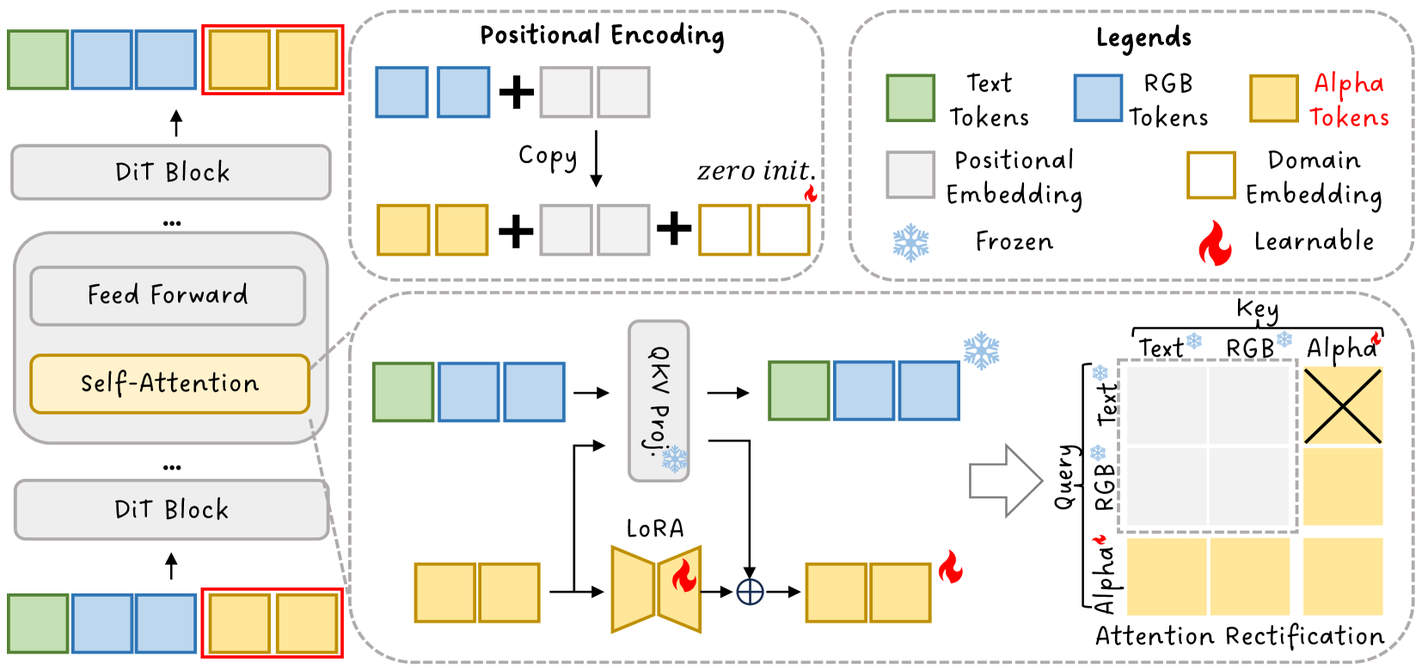 DiT Block
...
Feed Forward
Self-Attention
...
DiT Block
Positional Encoding
Copy
zero init.
Legends
Text
Tokens
RGB
Tokens
Alpha
Tokens
Positional
Embedding
Domain
Embedding
Frozen
Learnable
QKV Proj.
LoRA
Key
Text RGB Alpha
Query
Text
RGB
Alpha
Attention Rectification